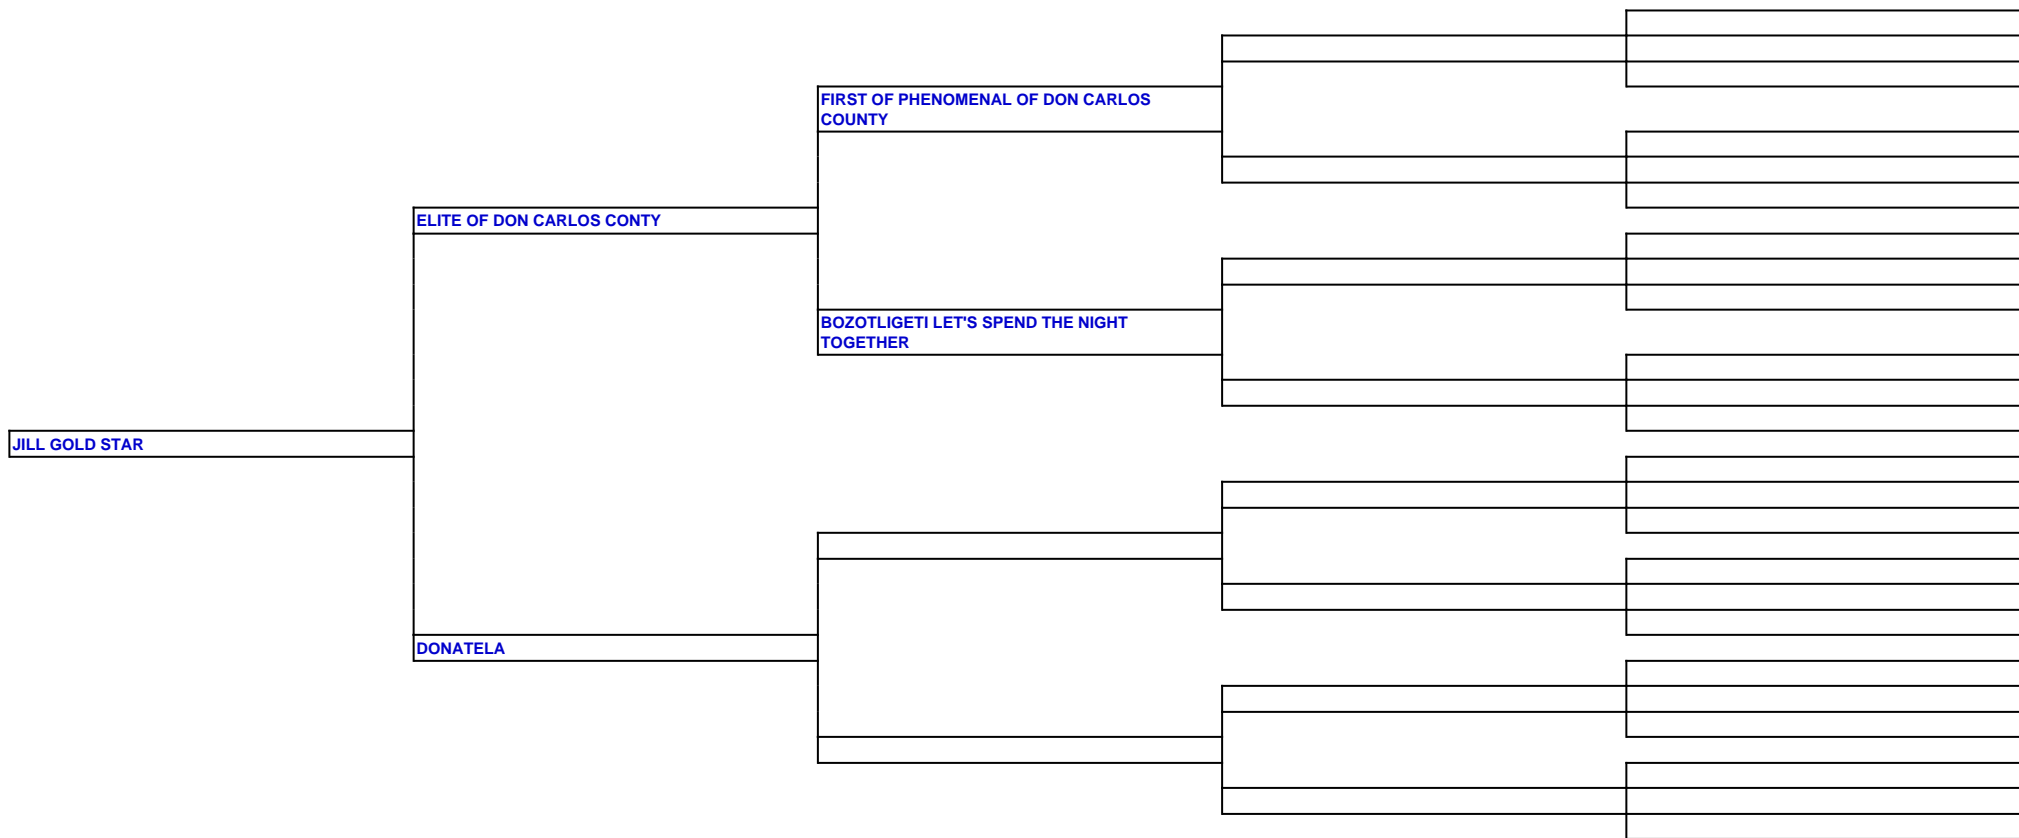 FIRST OF PHENOMENAL OF DON CARLOS
COUNTY
ELITE OF DON CARLOS CONTY
BOZOTLIGETI LET'S SPEND THE NIGHT
TOGETHER
JILL GOLD STAR
DONATELA